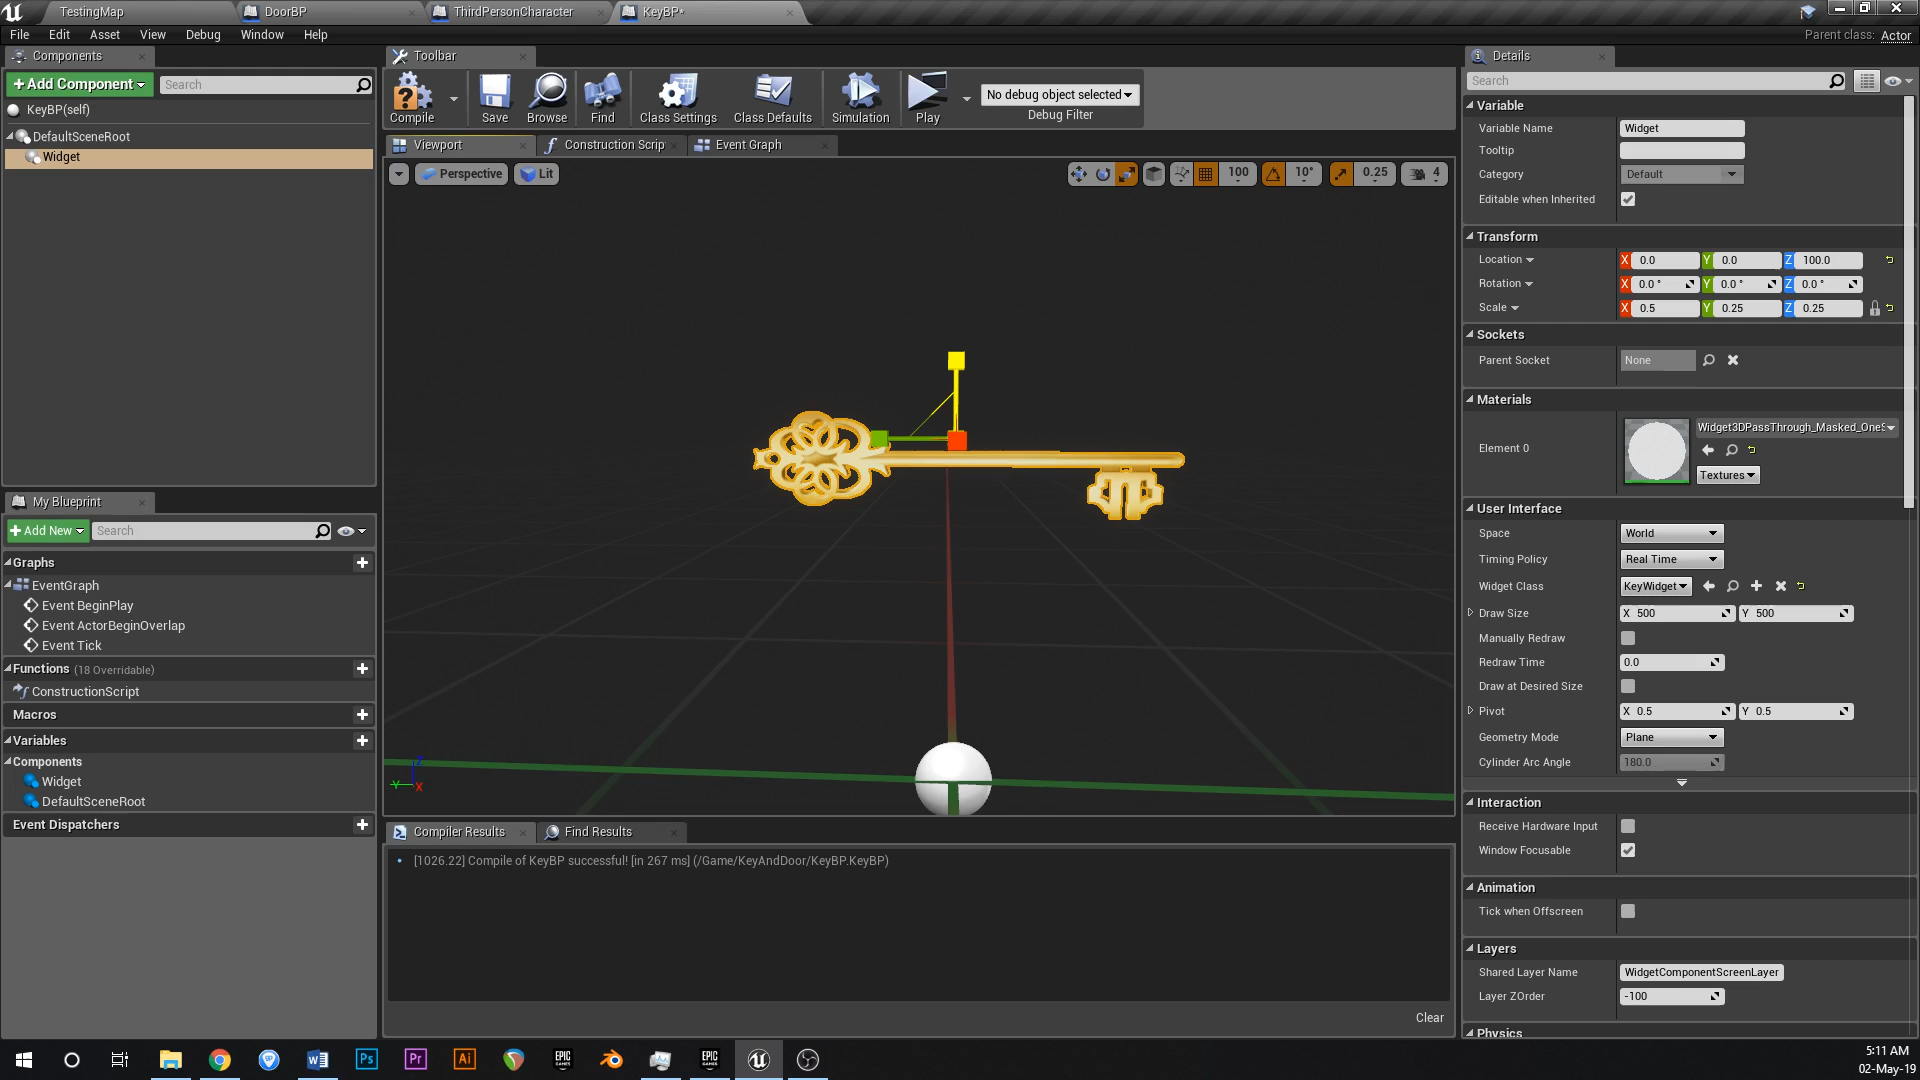 TestingMap
DoorBP
ThirdPersonCharacter
KeyBP*
File Edit Asset View Debug Window Help
Parent class: Actor
Components
+Add Component
Search
KeyBP(self)
DefaultSceneRoot
Widget
My Blueprint
+Add New
Search
Graphs
EventGraph
Event BeginPlay
Event ActorBeginOverlap
Event Tick
Functions (18 Overridable)
ConstructionScript
Macros
Variables
Components
Widget
DefaultSceneRoot
Event Dispatchers
Toolbar
Compile
Save
Browse
Find
Class Settings
Class Defaults
Simulation
Play
No debug object selected
Debug Filter
Viewport
Construction Scrip
Event Graph
Perspective
Lit
100
10°
0.25
4
Z
Y
X
Compiler Results
Find Results
[1026.22] Compile of KeyBP successful! [in 267 ms] (/Game/KeyAndDoor/KeyBP.KeyBP)
Clear
Details
Search
Variable
Variable Name Widget
Tooltip
Category Default
Editable when Inherited
Transform
Location X 0.0 Y 0.0 Z 100.0
Rotation X 0.0 ° Y 0.0 ° Z 0.0 °
Scale X 0.5 Y 0.25 Z 0.25
Sockets
Parent Socket None
Materials
Element 0
Widget3DPassThrough_Masked_OneS
Textures
User Interface
Space World
Timing Policy Real Time
Widget Class KeyWidget
Draw Size X 500 Y 500
Manually Redraw
Redraw Time 0.0
Draw at Desired Size
Pivot X 0.5 Y 0.5
Geometry Mode Plane
Cylinder Arc Angle 180.0
Interaction
Receive Hardware Input
Window Focusable
Animation
Tick when Offscreen
Layers
Shared Layer Name WidgetComponentScreenLayer
Layer ZOrder -100
Physics
Ps
Pr
Ai
EPIC GAMES
EPIC GAMES
5:11 AM
02-May-19